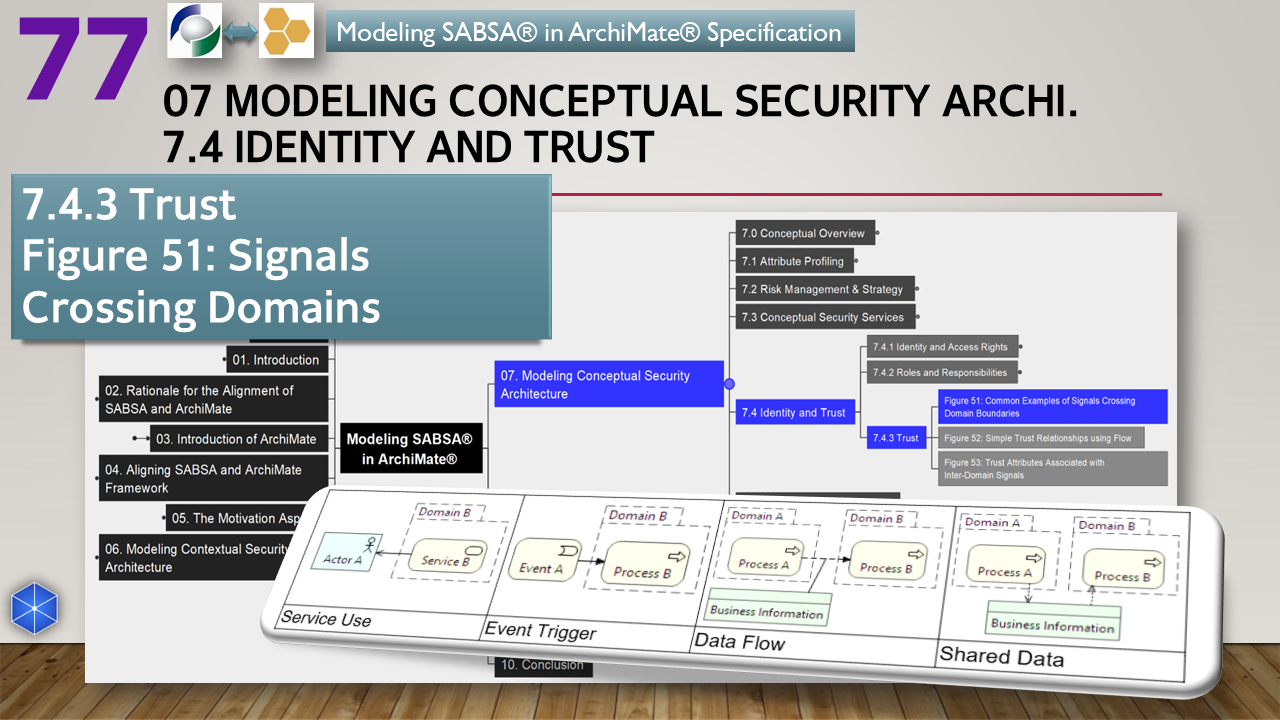 77
Modeling SABSA® in ArchiMate® Specification
07 MODELING CONCEPTUAL SECURITY ARCHI.
7.4 IDENTITY AND TRUST
7.4.3 Trust
Figure 51: Signals
Crossing Domains
01. Introduction
02. Rationale for the Alignment of
SABSA and ArchiMate
03. Introduction of ArchiMate
04. Aligning SABSA and ArchiMate
Framework
05. The Motivation Asp
06. Modeling Contextual Security
Architecture
Modeling SABSA®
in ArchiMate®
07. Modeling Conceptual Security
Architecture
7.0 Conceptual Overview
7.1 Attribute Profiling
7.2 Risk Management & Strategy
7.3 Conceptual Security Services
7.4 Identity and Trust
7.4.1 Identity and Access Rights
7.4.2 Roles and Responsibilities
7.4.3 Trust
Figure 51: Common Examples of Signals Crossing
Domain Boundaries
Figure 52: Simple Trust Relationships using Flow
Figure 53: Trust Attributes Associated with
Inter-Domain Signals
10. Conclusion
Domain B
Actor A
Service B
Service Use
Domain B
Event A
Process B
Event Trigger
Domain A
Domain B
Process A
Process B
Business Information
Data Flow
Domain A
Domain B
Process A
Process B
Business Information
Shared Data